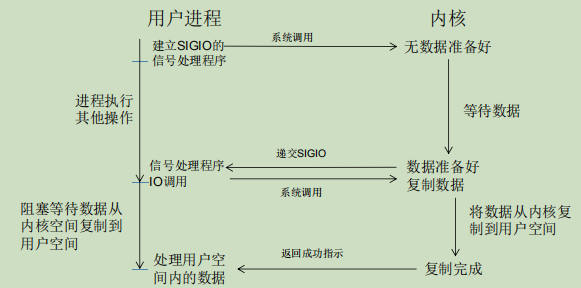 用户进程
内核
建立SIGIO的
信号处理程序
系统调用
无数据准备好
进程执行
其他操作
等待数据
递交SIGIO
信号处理程序
IO调用
系统调用
数据准备好
复制数据
阻塞等待数据从
内核空间复制到
用户空间
将数据从内核复
制到用户空间
返回成功指示
处理用户空
间内的数据
复制完成